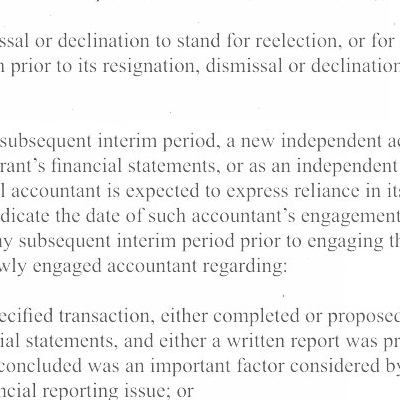 ssal or declination to stand for reelection, or for
prior to its resignation, dismissal or declination
subsequent interim period, a new independent ac
rant's financial statements, or as an independent
l accountant is expected to express reliance in it
dicate the date of such accountant's engagement
ny subsequent interim period prior to engaging th
wly engaged accountant regarding:
ecified transaction, either completed or proposed
ial statements, and either a written report was pr
concluded was an important factor considered by
ncial reporting issue; or